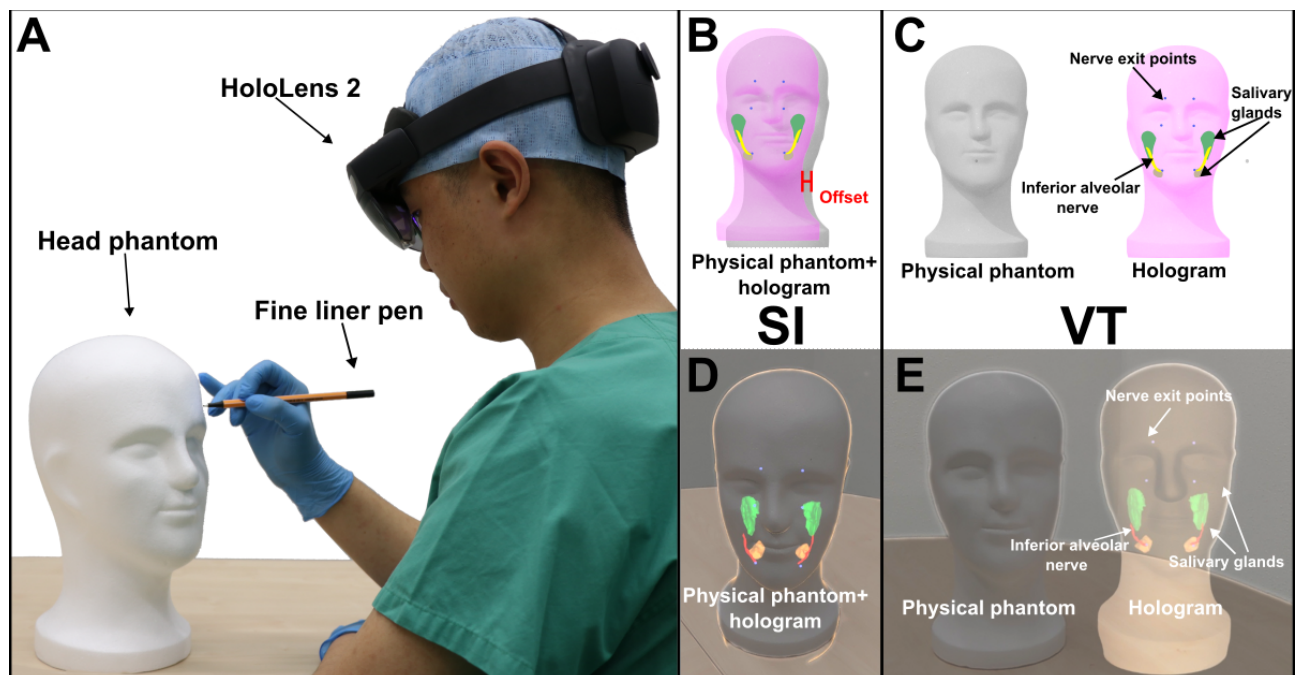 A
HoloLens 2
Head phantom
Fine liner pen
B
Offset
Physical phantom+
hologram
SI
C
Nerve exit points
Salivary
glands
Inferior alveolar
nerve
Physical phantom
Hologram
VT
D
Physical phantom+
hologram
E
Nerve exit points
Inferior alveolar
nerve
Salivary glands
Physical phantom
Hologram